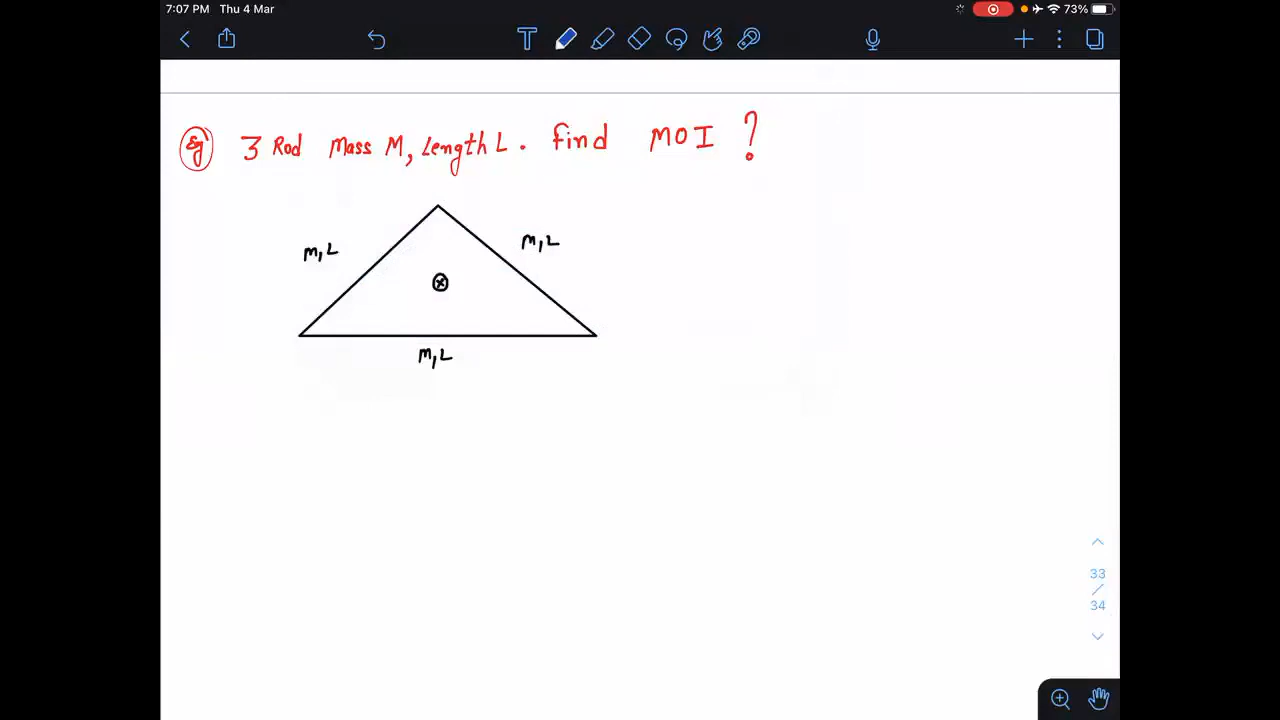 7:07 PM Thu 4 Mar
73%
Eg 3 Rod Mass M, Length L. Find MOI ?
M,L
M,L
M,L
33
/
34